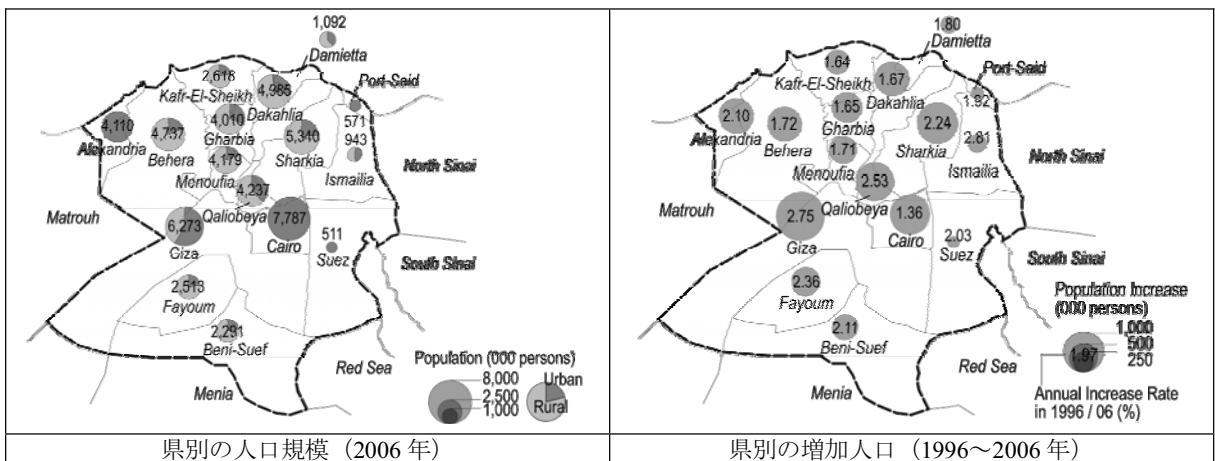 1,092
Damietta
2,618
Kafr-El-Sheikh
4,985
Dakahlia
Port-Said
571
943
Ismailia
4,110
Alexandria
4,737
Behera
4,010
Gharbia
5,340
Sharkia
4,179
Menoufia
4,237
Qaliobeya
North Sinai
Matrouh
6,273
Giza
7,787
Cairo
511
Suez
South Sinai
2,513
Fayoum
2,291
Beni-Suef
Red Sea
Menia
Population (000 persons)
8,000
2,500
1,000
Urban
Rural
県別の人口規模（2006 年）
1.80
Damietta
1.64
Kafr-El-Sheikh
1.67
Dakahlia
Port-Said
1.92
2.81
Ismailia
2.10
Alexandria
1.72
Behera
1.65
Gharbia
2.24
Sharkia
1.71
Menoufia
2.53
Qaliobeya
North Sinai
Matrouh
2.75
Giza
1.36
Cairo
2.03
Suez
South Sinai
2.36
Fayoum
2.11
Beni-Suef
Red Sea
Menia
Population Increase
(000 persons)
1,000
500
250
1.97
Annual Increase Rate
in 1996 / 06 (%)
県別の増加人口（1996～2006 年）